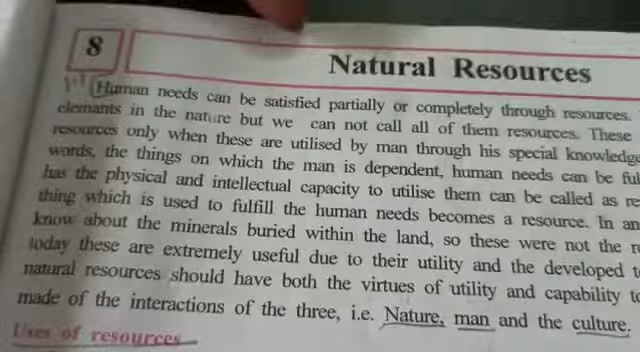 8
Natural Resources
Human needs can be satisfied partially or completely through resources.
elemants in the nature but we can not call all of them resources. These
resources only when these are utilised by man through his special knowledge
words, the things on which the man is dependent, human needs can be ful
has the physical and intellectual capacity to utilise them can be called as re
thing which is used to fulfill the human needs becomes a resource. In an
know about the minerals buried within the land, so these were not the r
today these are extremely useful due to their utility and the developed t
natural resources should have both the virtues of utility and capability to
made of the interactions of the three, i.e. Nature, man and the culture.
Uses of resources